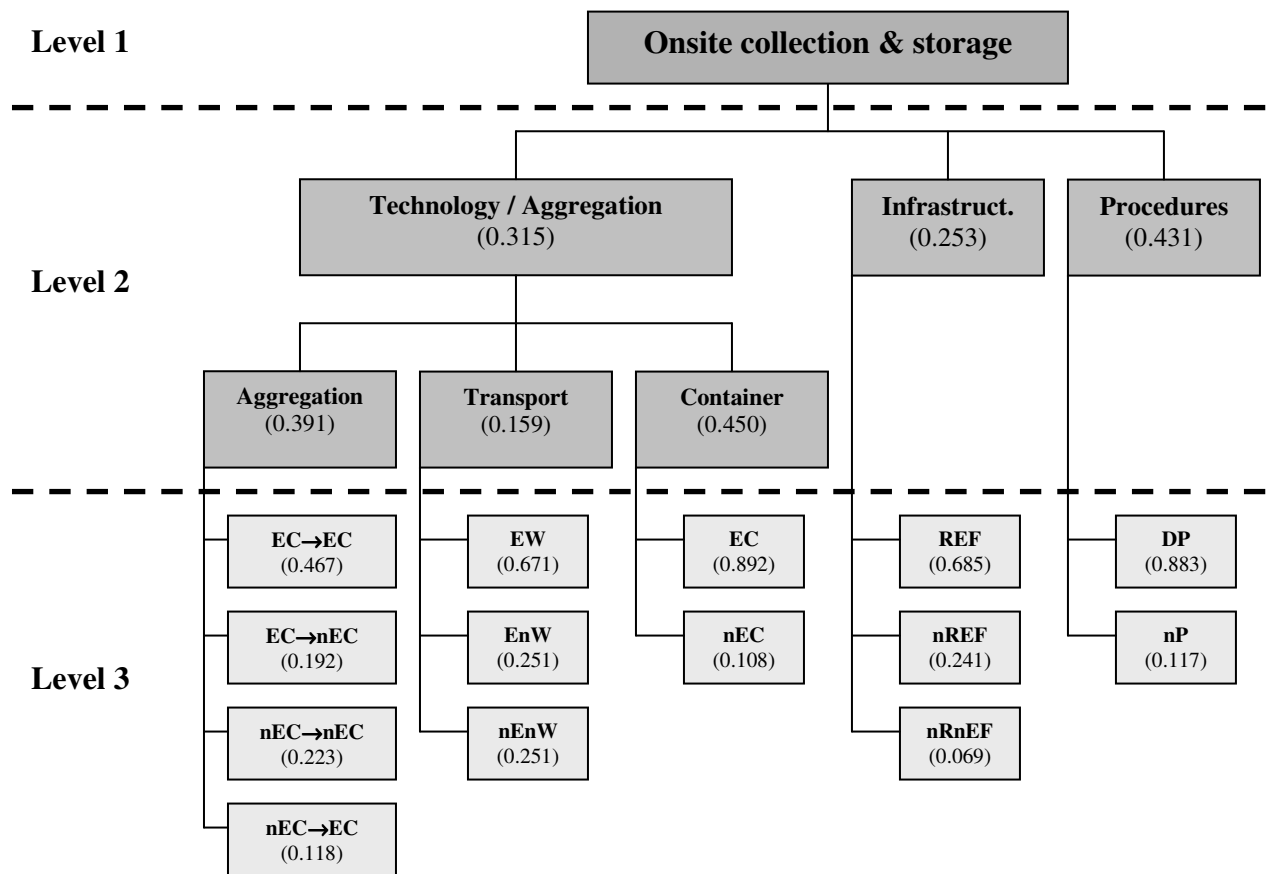 Level 1
Onsite collection & storage
Level 2
Technology / Aggregation
(0.315)
Infrastruct.
(0.253)
Procedures
(0.431)
Aggregation
(0.391)
Transport
(0.159)
Container
(0.450)
Level 3
EC→EC
(0.467)
EC→nEC
(0.192)
nEC→nEC
(0.223)
nEC→EC
(0.118)
EW
(0.671)
EnW
(0.251)
nEnW
(0.251)
EC
(0.892)
nEC
(0.108)
REF
(0.685)
nREF
(0.241)
nRnEF
(0.069)
DP
(0.883)
nP
(0.117)